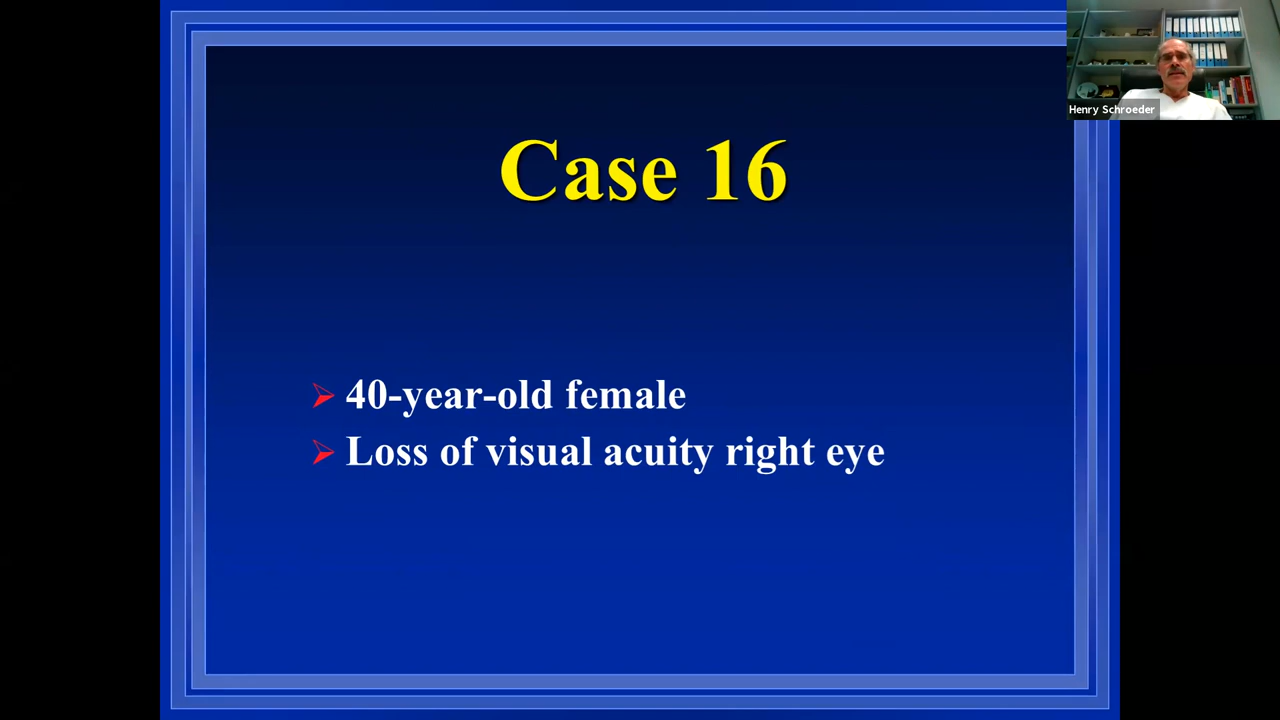 Henry Schroeder
Case 16
40-year-old female
Loss of visual acuity right eye